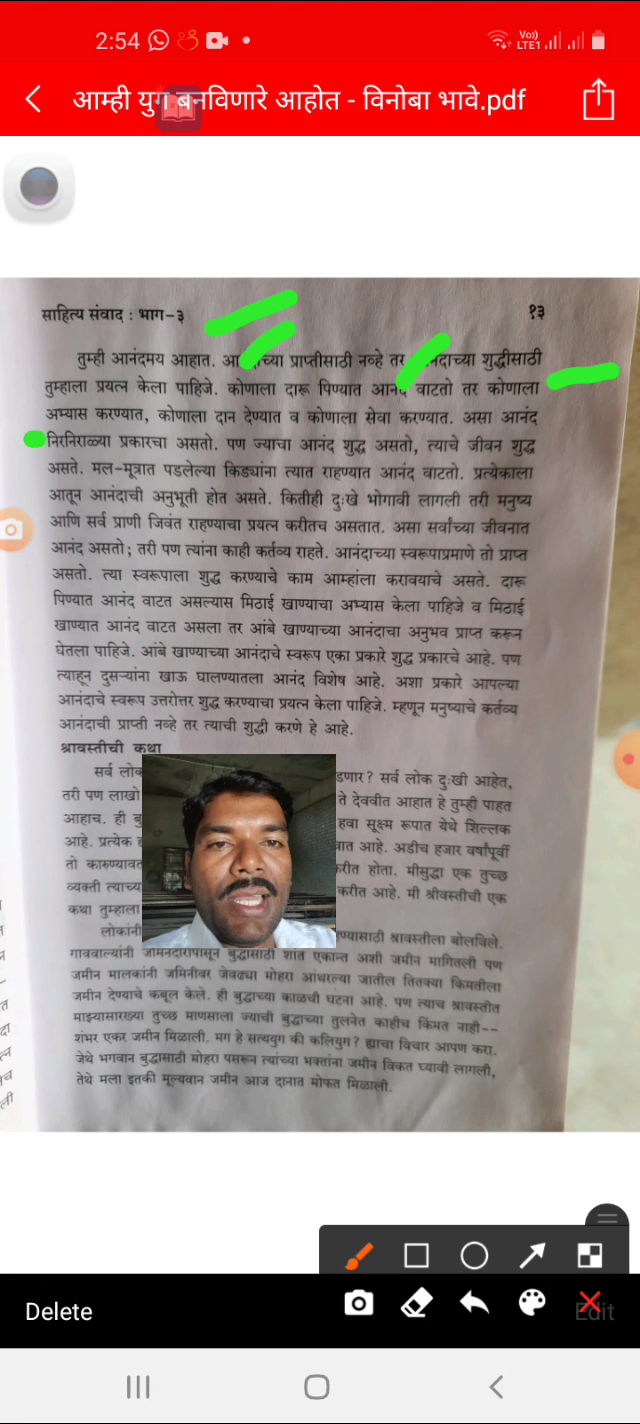 2:54
Vo)
LTE1
आम्ही युग बनविणारे आहोत - विनोबा भावे.pdf
साहित्य संवाद : भाग-३
१३
तुम्ही आनंदमय आहात. प्राप्तीसाठी नव्हे तर शुद्धीसाठी
तुम्हाला प्रयत्न केला पाहिजे. कोणाला दारू पिण्यात आनंद वाटतो तर कोणाला
अभ्यास करण्यात, कोणाला दान देण्यात व कोणाला सेवा करण्यात. असा आनंद
निरनिराळ्या प्रकारचा असतो. पण ज्याचा आनंद शुद्ध असतो, त्याचे जीवन शुद्ध
असते. मल-मूत्रात पडलेल्या किड्यांना त्यात राहण्यात आनंद वाटतो. प्रत्येकाला
आतून आनंदाची अनुभूती होत असते. कितीही दुःखे भोगावी लागली तरी मनुष्य
आणि सर्व प्राणी जिवंत राहण्याचा प्रयत्न करीतच असतात. असा सर्वांच्या जीवनात
आनंद असतो; तरी पण त्यांना काही कर्तव्य राहते. आनंदाच्या स्वरूपाप्रमाणे तो प्राप्त
असतो. त्या स्वरूपाला शुद्ध करण्याचे काम आम्हांला करावयाचे असते. दारू
पिण्यात आनंद वाटत असल्यास मिठाई खाण्याचा अभ्यास केला पाहिजे व मिठाई
खाण्यात आनंद वाटत असला तर आंबे खाण्याच्या आनंदाचा अनुभव प्राप्त करून
घेतला पाहिजे. आंबे खाण्याच्या आनंदाचे स्वरूप एका प्रकारे शुद्ध प्रकारचे आहे. पण
त्याहून दुसऱ्यांना खाऊ घालण्यातला आनंद विशेष आहे. अशा प्रकारे आपल्या
आनंदाचे स्वरूप उत्तरोत्तर शुद्ध करण्याचा प्रयत्न केला पाहिजे. म्हणून मनुष्याचे कर्तव्य
आनंदाची प्राप्ती नव्हे तर त्याची शुद्धी करणे हे आहे.
श्रावस्तीची कथा
सर्व डणार? सर्व लोक दुःखी आहेत,
तरी पण लाखो ते देववीत आहात हे तुम्ही पाहत
आहाच. ही हवा सूक्ष्म रूपात येथे शिल्लक
आहे. प्रत्येक आहे. अडीच हजार वर्षांपूर्वी
तो करीत होता. मीसुद्धा एक तुच्छ
व्यक्ती त्याच्या करीत आहे. मी श्रीवस्तीची एक
कथा तुम्हाला
लोकांनी ण्यासाठी श्रावस्तीला बोलविले.
गाववाल्यांनी जमिनदारापासून बुद्धासाठी शांत एकान्त अशी जमीन मागितली पण
जमीन मालकांनी जमिनीवर जेवढ्या मोहरा आंथरल्या जातील तितक्या किमतीला
जमीन देण्याचे कबूल केले. ही बुद्धाच्या काळची घटना आहे. पण त्याच श्रावस्तीत
माझ्यासारख्या तुच्छ माणसाला ज्याची बुद्धाच्या तुलनेत काहीच किंमत नाही--
शंभर एकर जमीन मिळाली. मग हे सत्ययुग की कलियुग? ह्याचा विचार आपण करा.
जेथे भगवान बुद्धासाठी मोहरा पसरून त्यांच्या भक्तांना जमीन विकत घ्यावी लागली,
तेथे मला इतकी मूल्यवान जमीन आज दानात मोफत मिळाली.
Delete
Edit